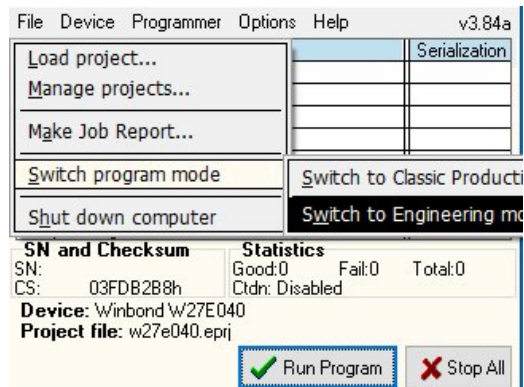 File Device Programmer Options Help v3.84a
Serialization
Load project...
Manage projects...
Make Job Report...
Switch program mode
Switch to Classic Producti
Shut down computer
Switch to Engineering mo
SN and Checksum Statistics
SN: Good:0 Fail:0 Total:0
CS: 03FDB2B8h Ctdn: Disabled
Device: Winbond W27E040
Project file: w27e040.eprj
Run Program Stop All